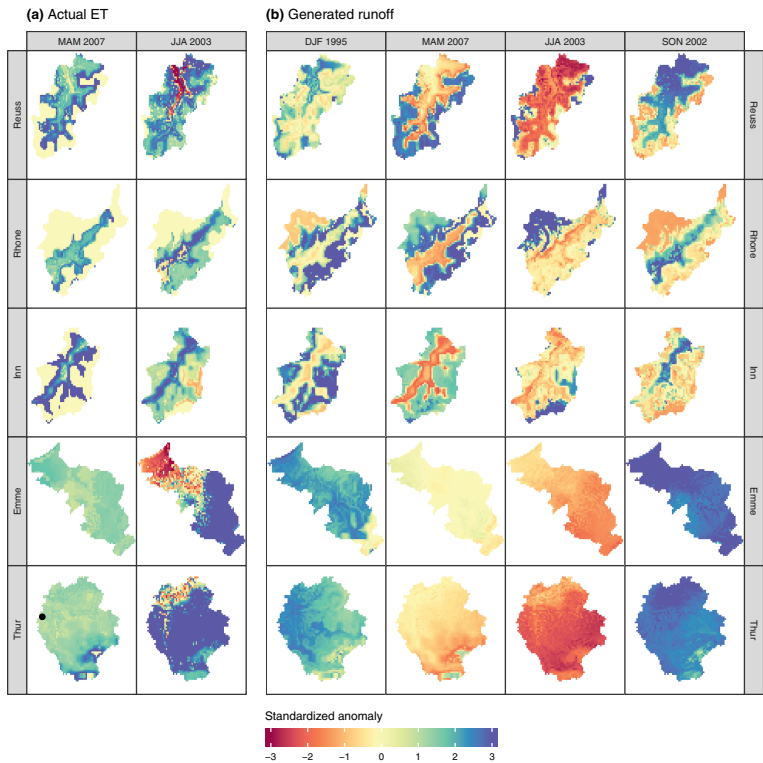 (a) Actual ET
(b) Generated runoff
MAM 2007
JJA 2003
DJF 1995
MAM 2007
JJA 2003
SON 2002
Reuss
Reuss
Rhone
Rhone
Inn
Inn
Emme
Emme
Thur
Thur
Standardized anomaly
−3 −2 −1 0 1 2 3